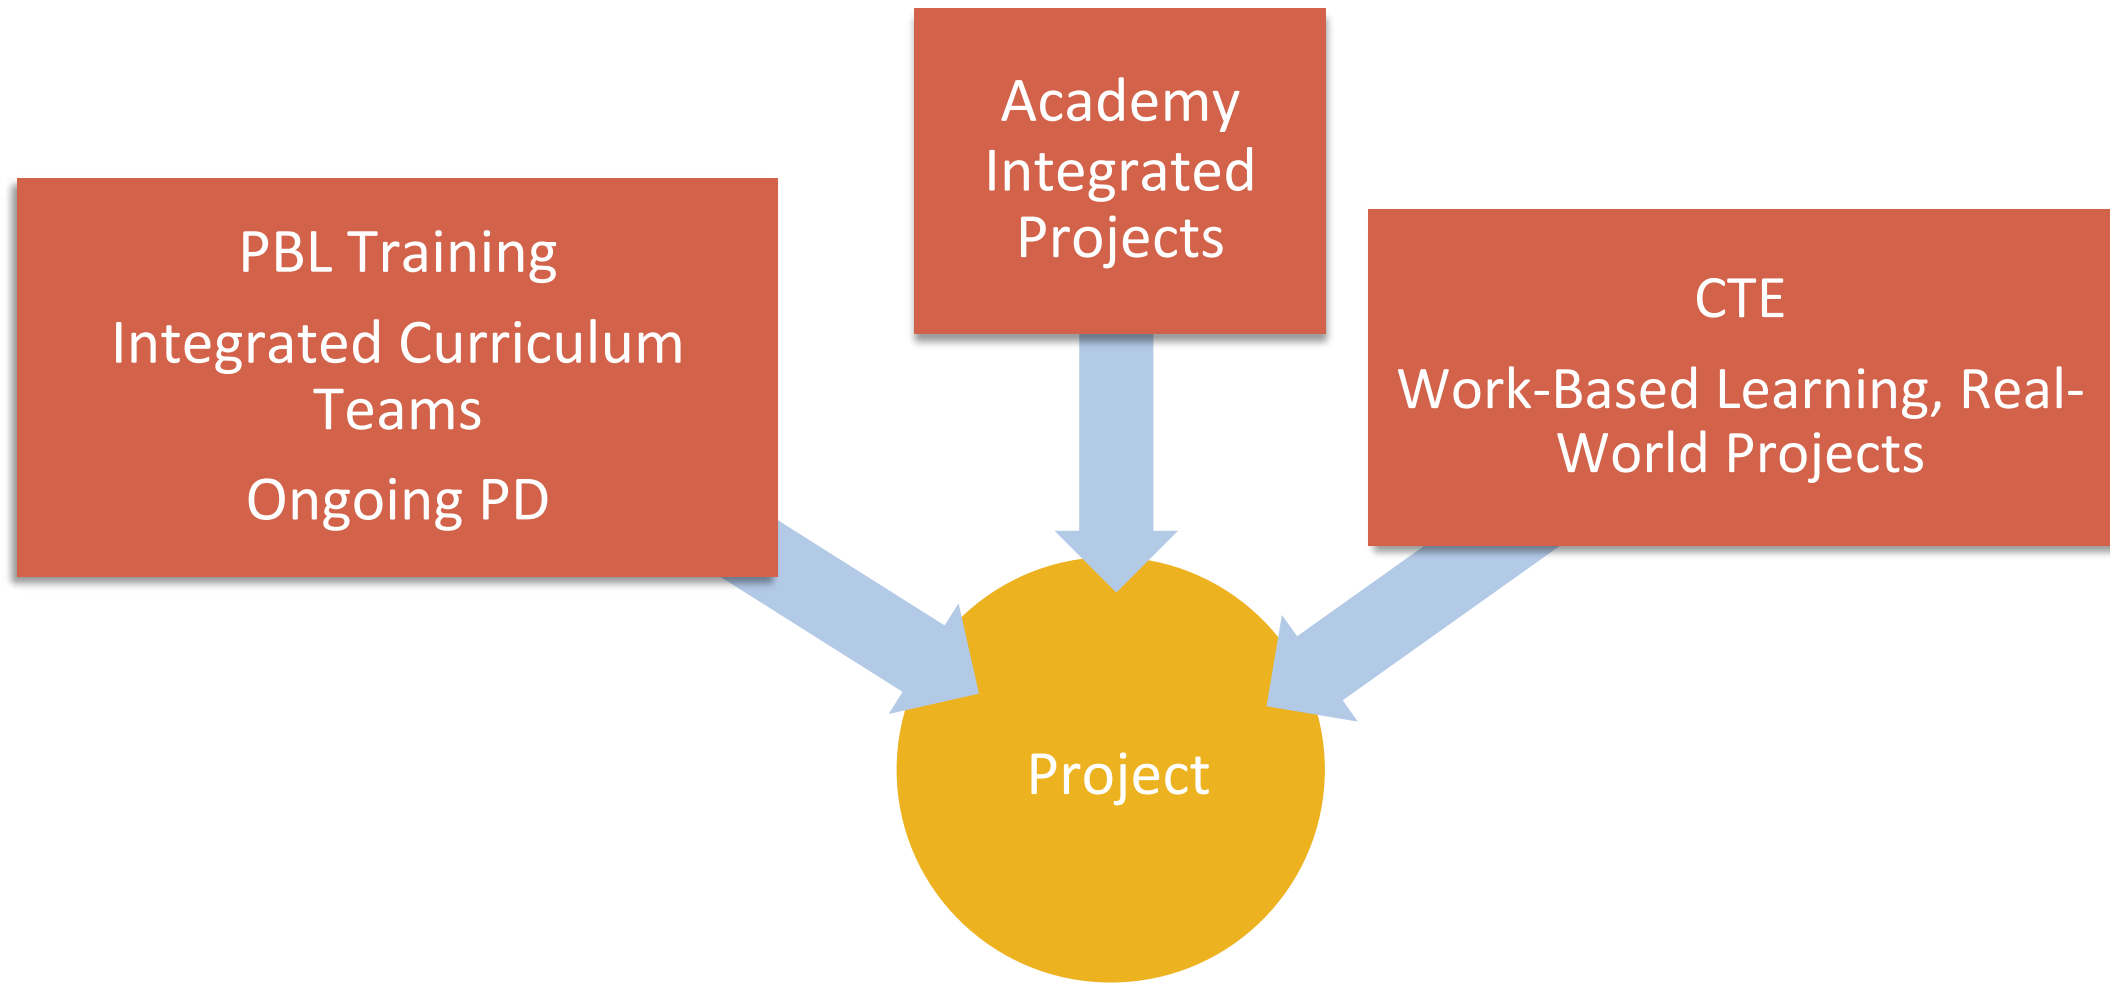 PBL Training
Integrated Curriculum
Teams
Ongoing PD
Academy
Integrated
Projects
CTE
Work-Based Learning, Real-
World Projects
Project